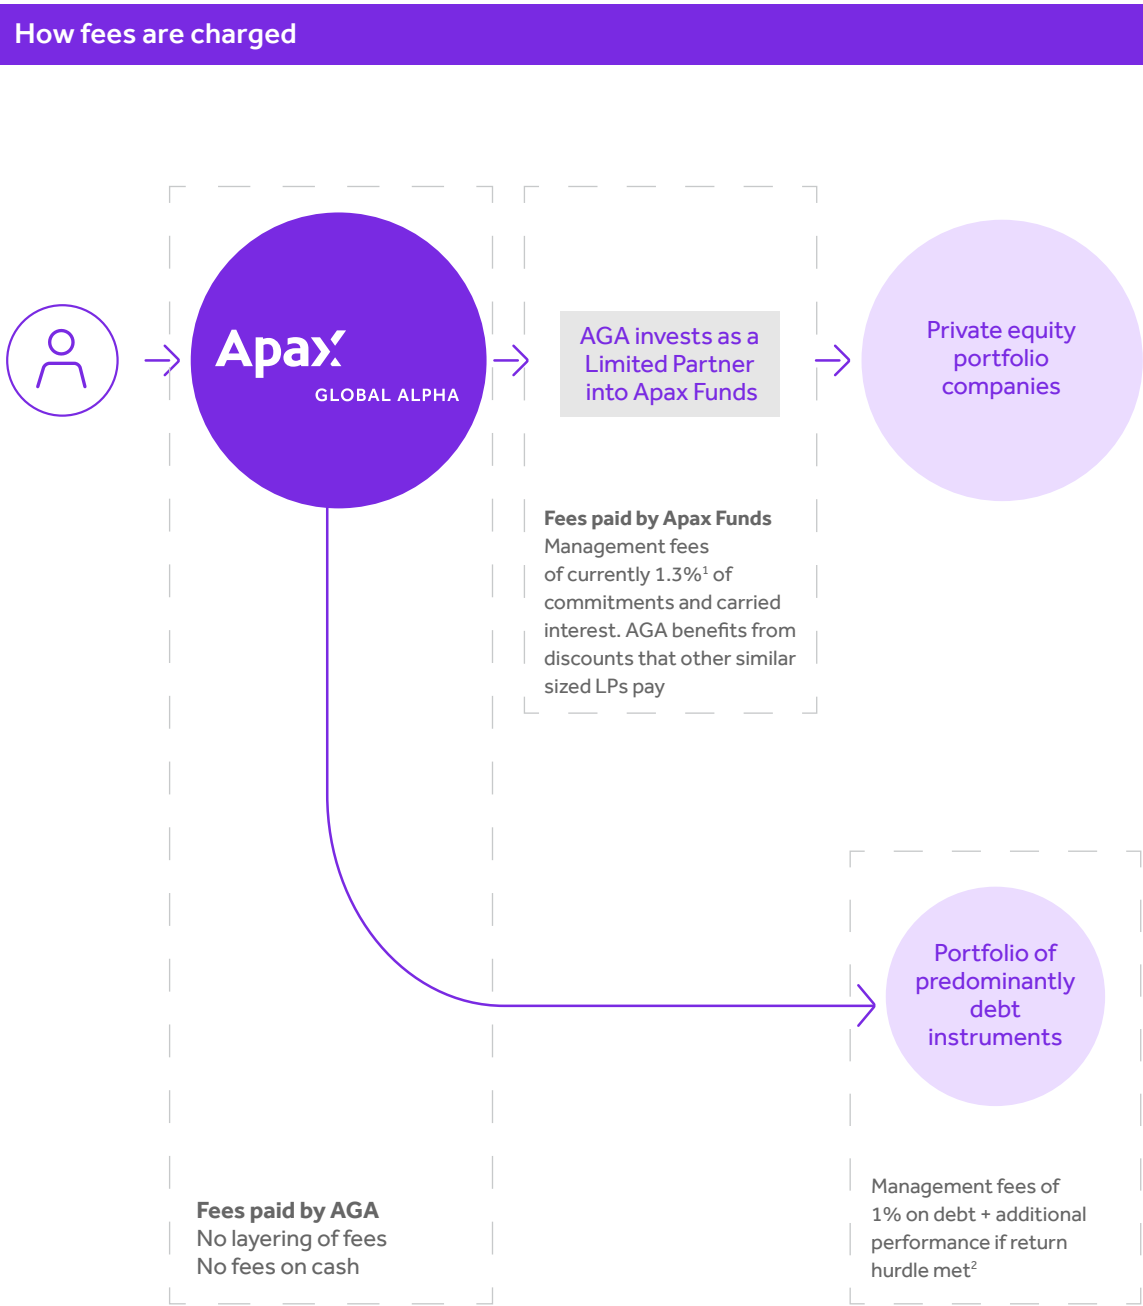 How fees are charged
Apax
GLOBAL ALPHA
AGA invests as a
Limited Partner
into Apax Funds
Private equity
portfolio
companies
Fees paid by Apax Funds
Management fees
of currently 1.3%¹ of
commitments and carried
interest. AGA benefits from
discounts that other similar
sized LPs pay
Portfolio of
predominantly
debt
instruments
Fees paid by AGA
No layering of fees
No fees on cash
Management fees of
1% on debt + additional
performance if return
hurdle met²